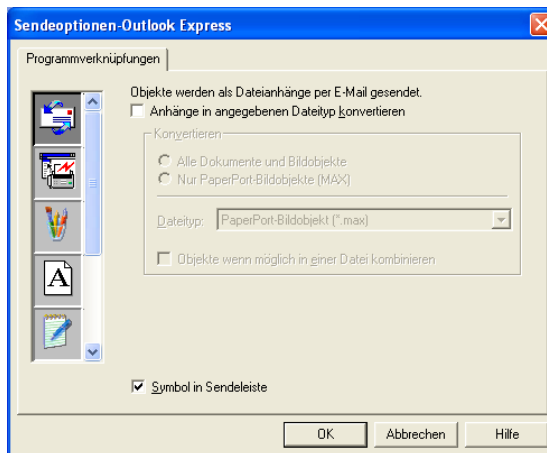 Sendeoptionen-Outlook Express
Programmverknüpfungen
Objekte werden als Dateianhänge per E-Mail gesendet.
Anhänge in angegebenen Dateityp konvertieren
Konvertieren
Alle Dokumente und Bildobjekte
Nur PaperPort-Bildobjekte (MAX)
Dateityp: PaperPort-Bildobjekt (*.max)
Objekte wenn möglich in einer Datei kombinieren
A
Symbol in Sendeleiste
OK Abbrechen Hilfe